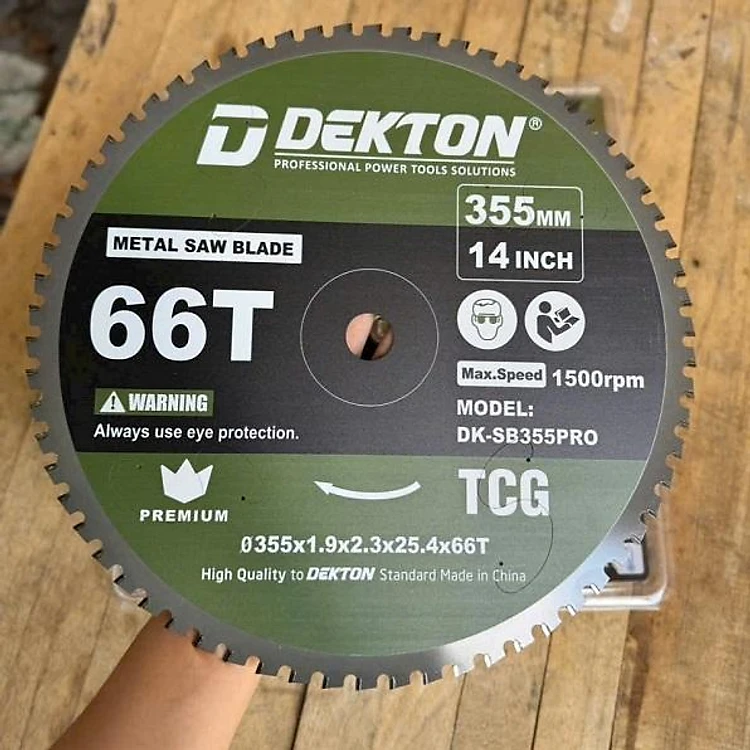 DEKTON®
PROFESSIONAL POWER TOOLS SOLUTIONS
355MM
14 INCH
METAL SAW BLADE
66T
Max.Speed 1500rpm
WARNING
Always use eye protection.
MODEL:
DK-SB355PRO
PREMIUM
TCG
Ø355x1.9x2.3x25.4x66T
High Quality to DEKTON Standard Made in China